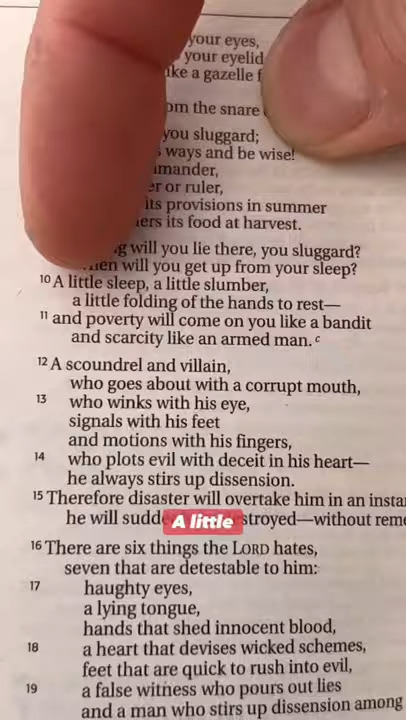 your eyes,
your eyelid
like a gazelle f
om the snare
you sluggard;
ways and be wise!
mmander,
er or ruler,
its provisions in summer
ers its food at harvest.
g will you lie there, you sluggard?
hen will you get up from your sleep?
10 A little sleep, a little slumber,
a little folding of the hands to rest—
11 and poverty will come on you like a bandit
and scarcity like an armed man. c
12 A scoundrel and villain,
who goes about with a corrupt mouth,
13 who winks with his eye,
signals with his feet
and motions with his fingers,
14 who plots evil with deceit in his heart—
he always stirs up dissension.
15 Therefore disaster will overtake him in an insta
he will sudde
A little
stroyed—without reme
16 There are six things the LORD hates,
seven that are detestable to him:
17 haughty eyes,
a lying tongue,
hands that shed innocent blood,
18 a heart that devises wicked schemes,
feet that are quick to rush into evil,
19 a false witness who pours out lies
and a man who stirs up dissension among